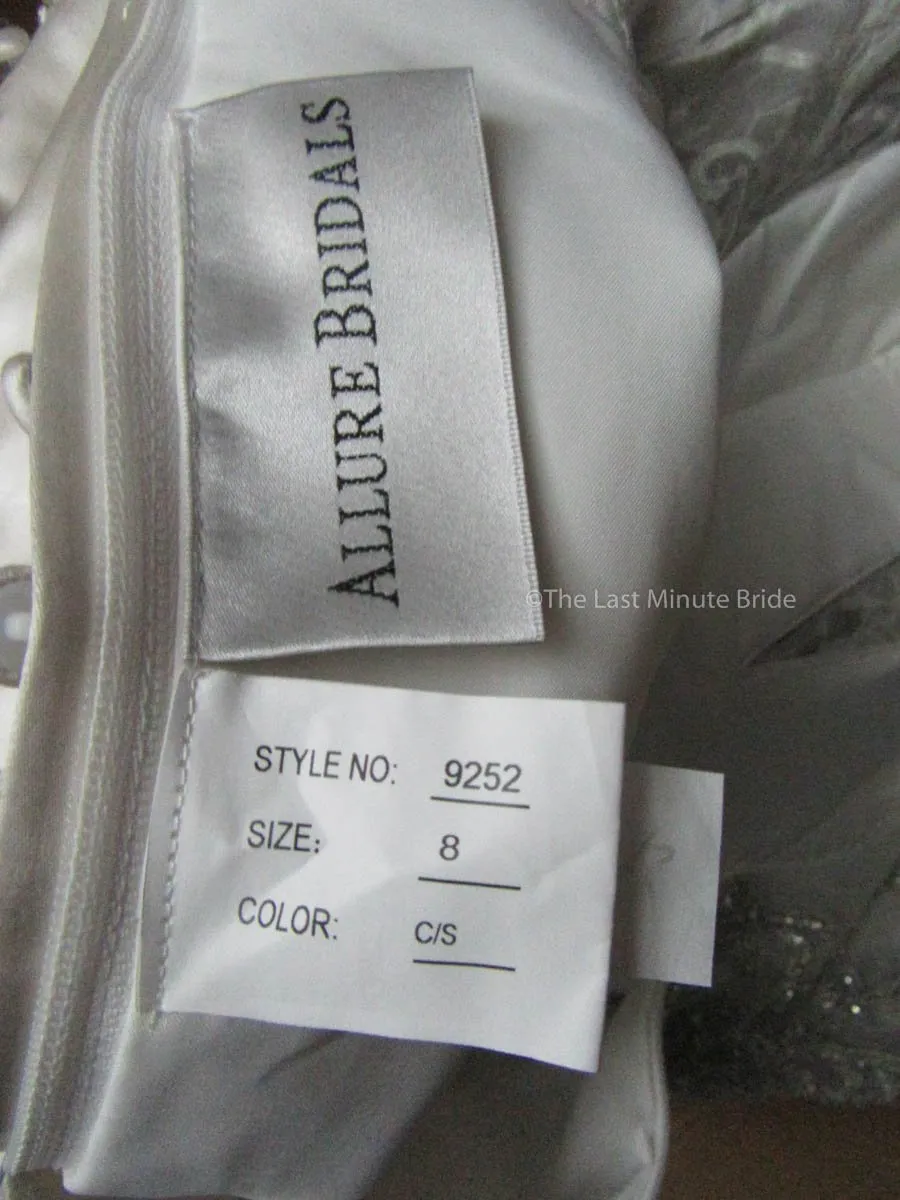 ALLURE BRIDALS
©The Last Minute Bride
STYLE NO: 9252
SIZE: 8
COLOR: C/S